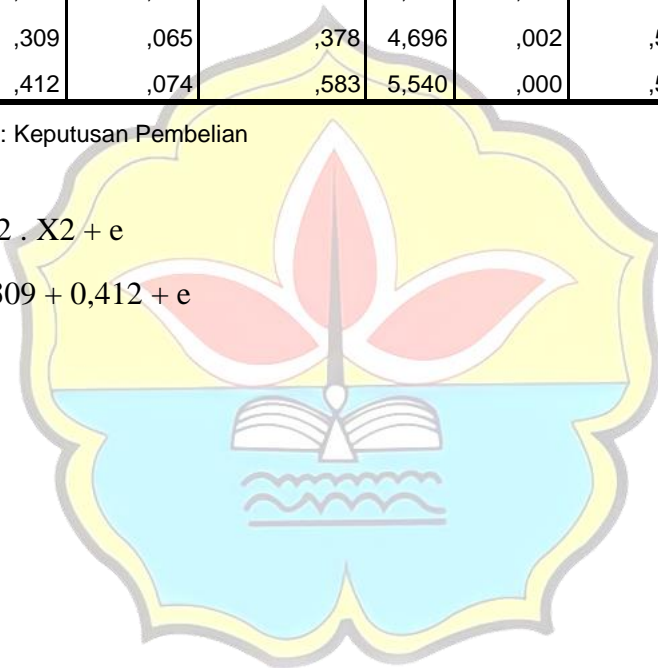 ,309 ,065 ,378 4,696 ,002
,412 ,074 ,583 5,540 ,000
: Keputusan Pembelian
2 . X2 + e
309 + 0,412 + e